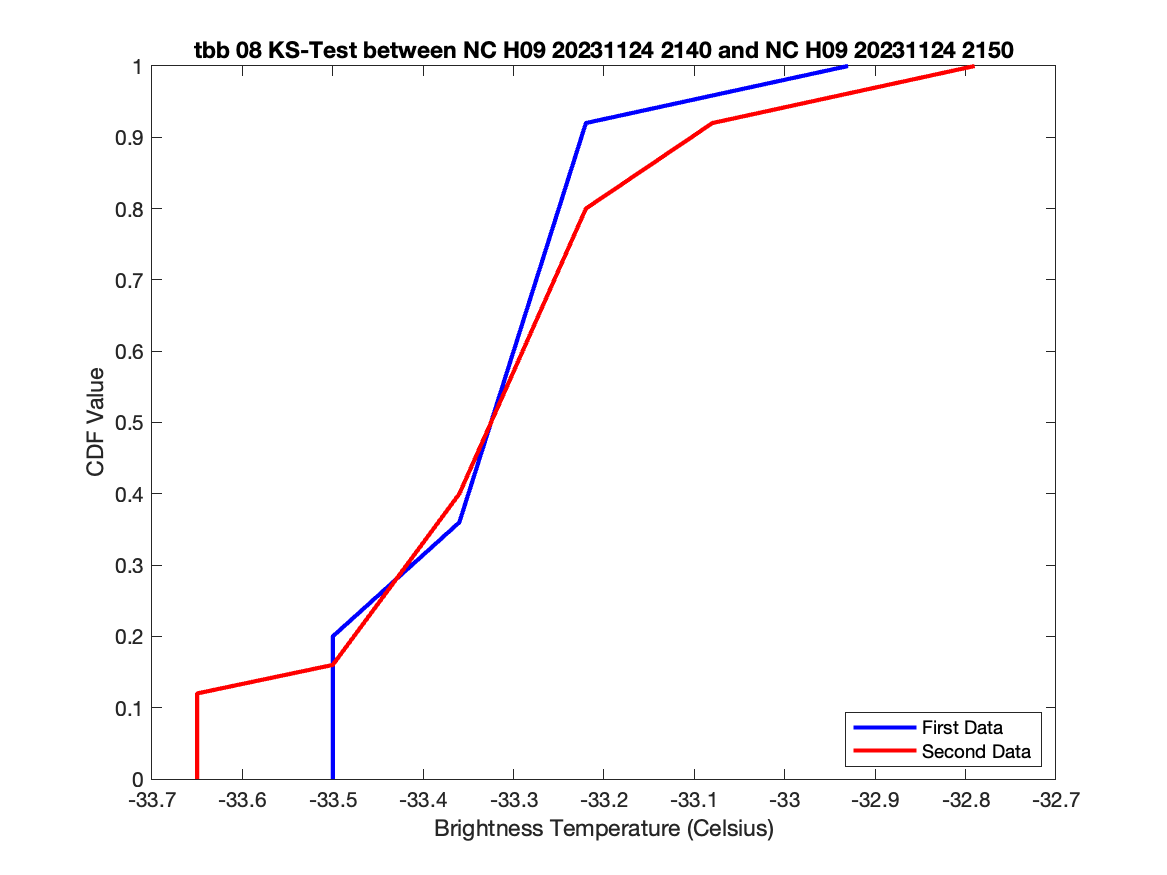 tbb 08 KS-Test between NC H09 20231124 2140 and NC H09 20231124 2150
1
0.9
0.8
0.7
0.6
0.5
0.4
0.3
0.2
0.1
0
CDF Value
First Data
Second Data
-33.7 -33.6 -33.5 -33.4 -33.3 -33.2 -33.1 -33 -32.9 -32.8 -32.7
Brightness Temperature (Celsius)